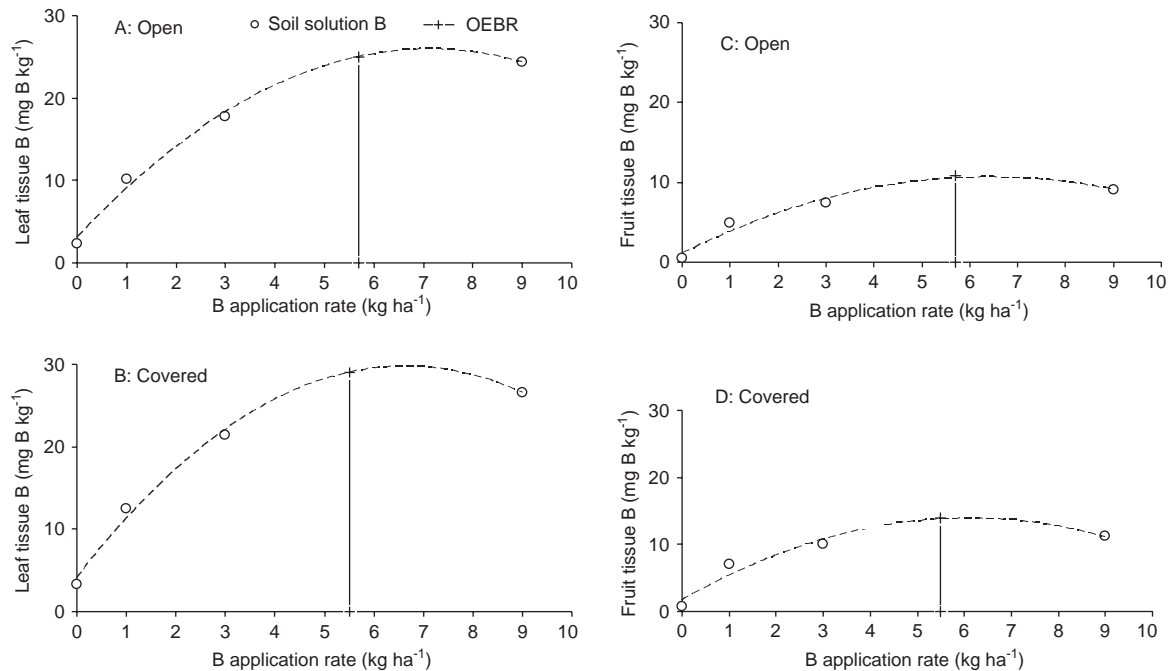 A: Open
Soil solution B
OEBR
Leaf tissue B (mg B kg-1)
30
20
10
0
0 1 2 3 4 5 6 7 8 9 10
B application rate (kg ha-1)
C: Open
Fruit tissue B (mg B kg-1)
30
20
10
0
0 1 2 3 4 5 6 7 8 9 10
B application rate (kg ha-1)
B: Covered
Leaf tissue B (mg B kg-1)
30
20
10
0
0 1 2 3 4 5 6 7 8 9 10
B application rate (kg ha-1)
D: Covered
Fruit tissue B (mg B kg-1)
30
20
10
0
0 1 2 3 4 5 6 7 8 9 10
B application rate (kg ha-1)